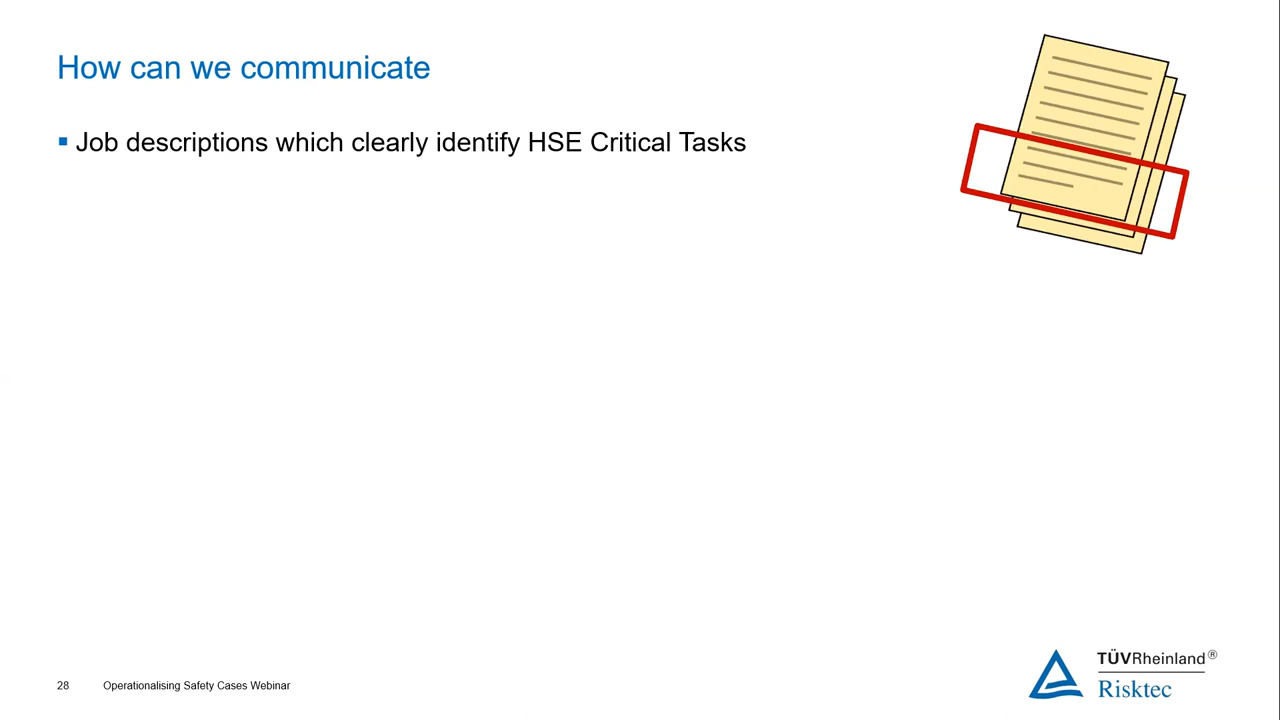 How can we communicate
Job descriptions which clearly identify HSE Critical Tasks
28 Operationalising Safety Cases Webinar
TÜVRheinland®
Risktec